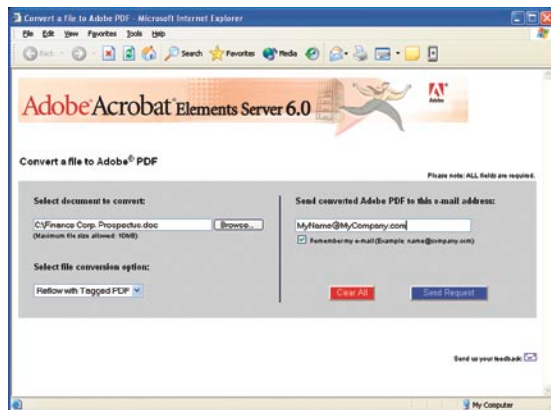 Convert a file to Adobe PDF - Microsoft Internet Explorer
File Edit View Favorites Tools Help
Back Search Favorites Media
Adobe Acrobat Elements Server 6.0
Adobe
Convert a file to Adobe® PDF
Please note: ALL fields are required.
Select document to convert: Send converted Adobe PDF to this e-mail address:
C:\Finance Corp. Prospectus.doc Browse... MyName@MyCompany.com
(Maximum file size allowed: 10MB) Remember my e-mail (Example: name@company.com)
Select file conversion option:
Reflow with Tagged PDF Clear All Send Request
Send us your feedback:
My Computer